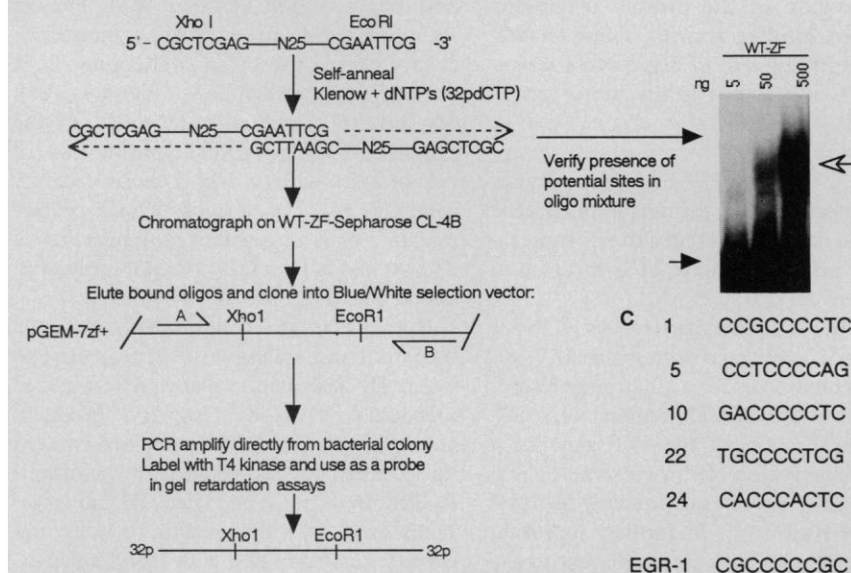 Xho I EcoRI
5' – CGCTCGAG—N25—CGAATTCG -3'
Self-anneal
Klenow + dNTP's (32pdCTP)
CGCTCGAG—N25—CGAATTCG
GCTTAAGC—N25—GAGCTCGC
Chromatograph on WT-ZF-Sepharose CL-4B
Elute bound oligos and clone into Blue/White selection vector:
pGEM-7zf+ A Xho1 EcoR1 B
PCR amplify directly from bacterial colony
Label with T4 kinase and use as a probe
in gel retardation assays
Xho1 EcoR1
32p 32p
Verify presence of
potential sites in
oligo mixture
WT-ZF
ng 5 50 500
C
1 CCGCCCCTC
5 CCTCCCCAG
10 GACCCCCTC
22 TGCCCCTCG
24 CACCCACTC
EGR-1 CGCCCCCGC